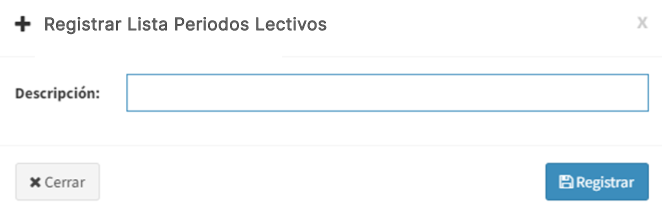 Registrar Lista Periodos Lectivos x
Descripción:
Cerrar
Registrar